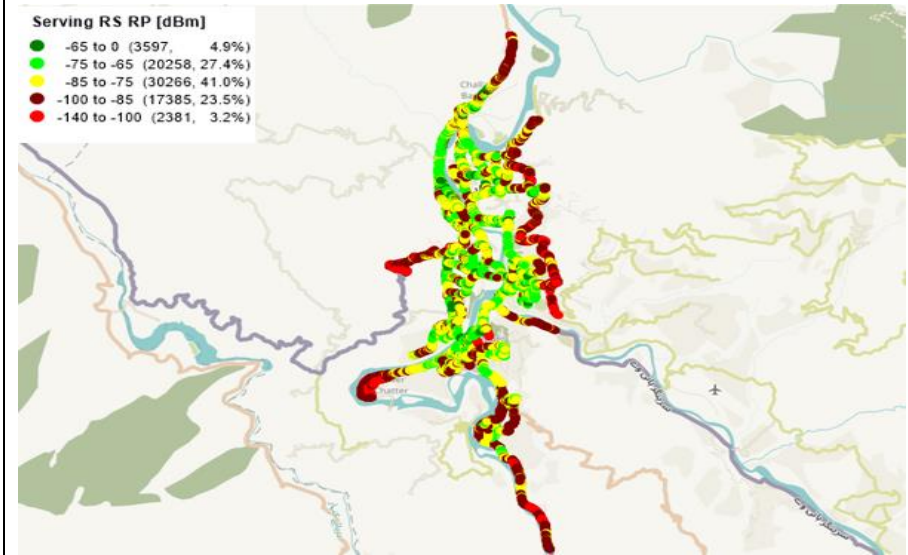 Serving RS RP [dBm]
-65 to 0 (3597, 4.9%)
-75 to -65 (20258, 27.4%)
-85 to -75 (30266, 41.0%)
-100 to -85 (17385, 23.5%)
-140 to -100 (2381, 3.2%)
Chatter